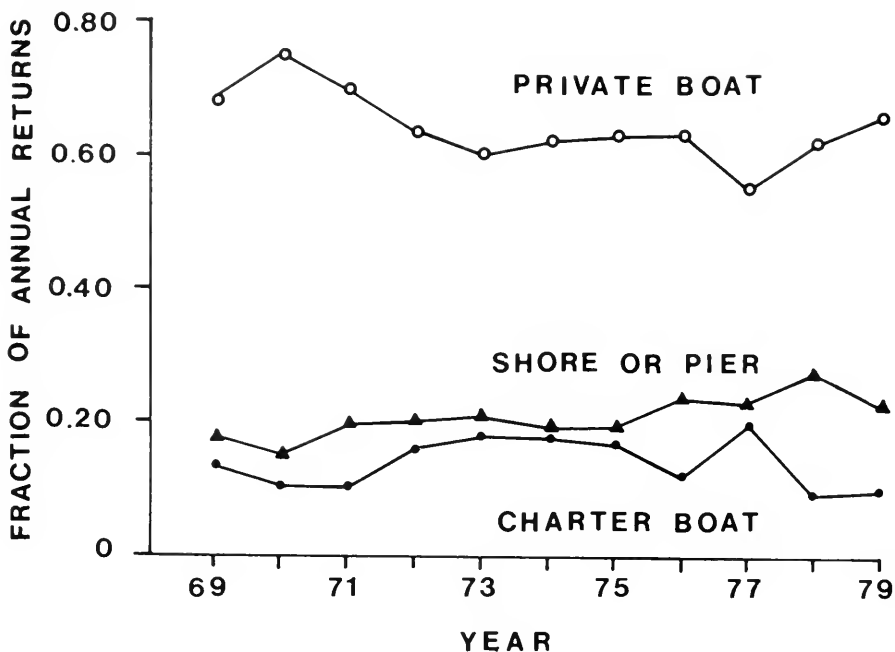 FRACTION OF ANNUAL RETURNS
0.80
0.60
0.40
0.20
0
PRIVATE BOAT
SHORE OR PIER
CHARTER BOAT
69 71 73 75 77 79
YEAR